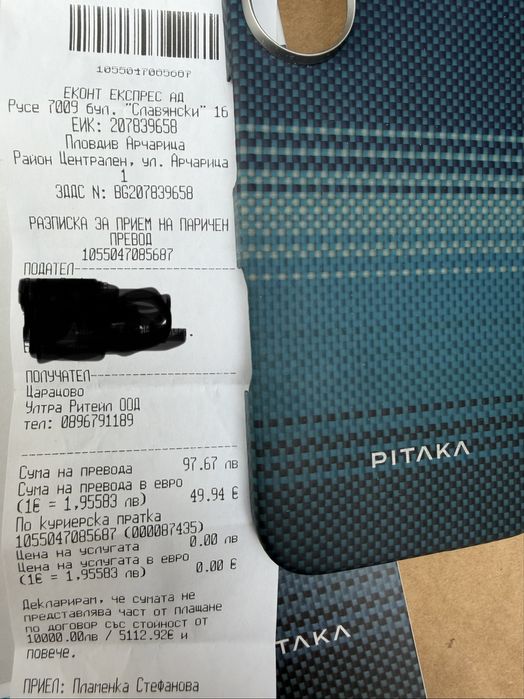 1055047085687
ЕКОНТ ЕКСПРЕС АД
Русе 7009 бул. "Славянски" 16
ЕИК: 207839658
Пловдив Арчарица
Район Централен, ул. Арчарица
1
ЗДДС N: BG207839658
РАЗПИСКА ЗА ПРИЕМ НА ПАРИЧЕН
ПРЕВОД
1055047085687
ПОДАТЕЛ
ПОЛУЧАТЕЛ
Царацово
Ултра Ритейл ООД
тел: 0896791189
Сума на превода 97.67 лв
Сума на превода в евро
(1€ = 1,95583 лв) 49.94 €
По куриерска пратка
1055047085687 (000087435)
Цена на услугата 0.00 лв
Цена на услугата в евро
(1€ = 1,95583 лв) 0.00 €
Декларирам, че сумата не
представлява част от плащане
по договор със стойност от
10000.00лв / 5112.92€ и
повече.
ПРИЕЛ: Пламенка Стефанова
PITAKA
ITAKA